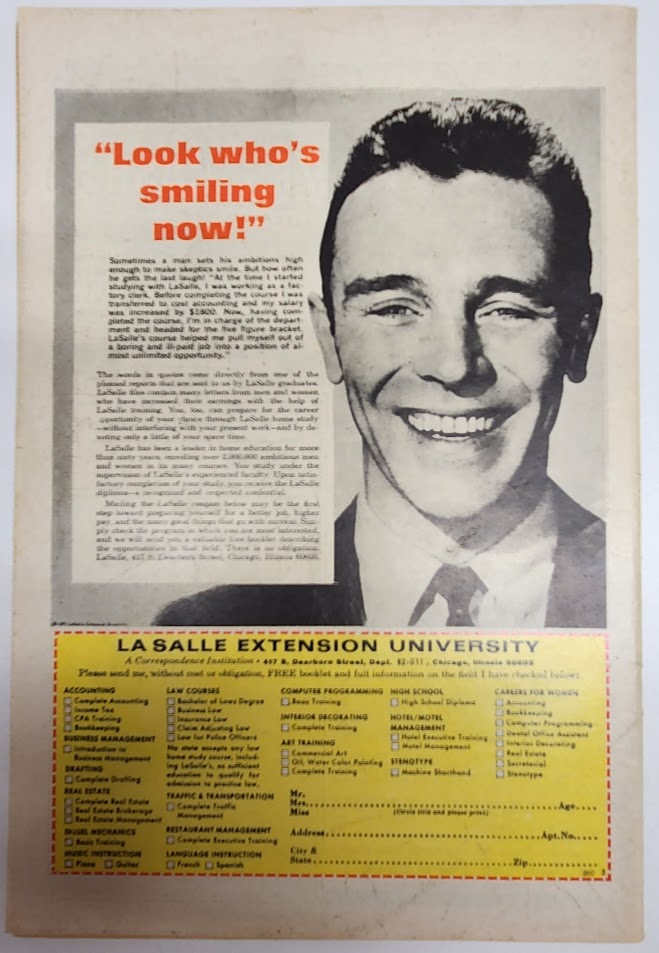 “Look who’s
smiling
now!”
Sometimes a man sets his ambitions high
enough to make skeptics smile. But how often
he gets the last laugh! "At the time I started
studying with LaSalle, I was working as a fac-
tory clerk. Before completing the course I was
transferred to cost accounting and my salary
was increased by $1800. Now, having com-
pleted the course, I'm in charge of the depart-
ment and headed for the five figure bracket.
LaSalle's course helped me pull myself out of
a boring and ill-paid job into a position of al-
most unlimited opportunity."
The words in quotes come directly from one of the
pleased reports that are sent to us by LaSalle graduates.
LaSalle files contain many letters from men and women
who have increased their earnings with the help of
LaSalle training. You, too, can prepare for the career
opportunity of your choice through LaSalle home study
—without interfering with your present work—and by de-
voting only a little of your spare time.
LaSalle has been a leader in home education for more
than sixty years, enrolling over 2,000,000 ambitious men
and women in its many courses. You study under the
supervision of LaSalle's experienced faculty. Upon satis-
factory completion of your study, you receive the LaSalle
diploma—a recognized and respected credential.
Mailing the LaSalle coupon below may be the first
step toward preparing yourself for a better job, higher
pay, and the many good things that go with success. Sim-
ply check the program in which you are most interested,
and we will send you a valuable free booklet describing
the opportunities in that field. There is no obligation.
LaSalle, 417 S. Dearborn Street, Chicago, Illinois 60605.
LA SALLE EXTENSION UNIVERSITY
A Correspondence Institution • 417 S. Dearborn Street, Dept. 82-011, Chicago, Illinois 60605
Please send me, without cost or obligation, FREE booklet and full information on the field I have checked below:
ACCOUNTING
Complete Accounting
Income Tax
CPA Training
Bookkeeping
BUSINESS MANAGEMENT
Introduction to
Business Management
DRAFTING
Complete Drafting
REAL ESTATE
Complete Real Estate
Real Estate Brokerage
Real Estate Management
DIESEL MECHANICS
Basic Training
MUSIC INSTRUCTION
Piano Guitar
LAW COURSES
Bachelor of Laws Degree
Business Law
Insurance Law
Claim Adjusting Law
Law for Police Officers
No state accepts any law
home study course, includ-
ing LaSalle's, as sufficient
education to qualify for
admission to practice law.
TRAFFIC & TRANSPORTATION
Complete Traffic
Management
RESTAURANT MANAGEMENT
Complete Executive Training
LANGUAGE INSTRUCTION
French Spanish
COMPUTER PROGRAMMING
Basic Training
INTERIOR DECORATING
Complete Training
ART TRAINING
Commercial Art
Oil, Water Color Painting
Complete Training
HIGH SCHOOL
High School Diploma
HOTEL/MOTEL
MANAGEMENT
Hotel Executive Training
Motel Management
STENOTYPE
Machine Shorthand
CAREERS FOR WOMEN
Accounting
Bookkeeping
Computer Programming
Dental Office Assistant
Interior Decorating
Real Estate
Secretarial
Stenotype
Mr.
Mrs.
Miss Age
(Circle title and please print)
Address Apt. No.
City &
State Zip